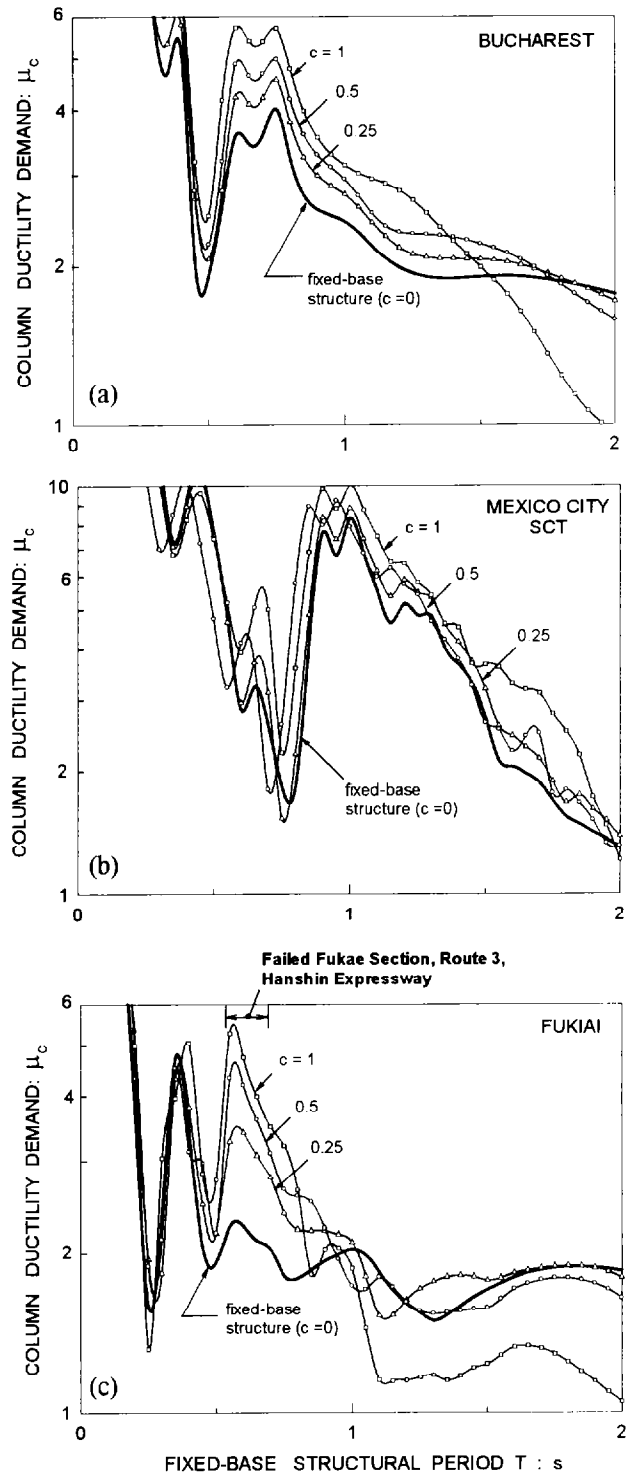 6
BUCHAREST
c = 1
0.5
0.25
4
3
2
1
COLUMN DUCTILITY DEMAND: μc
fixed-base
structure (c =0)
(a)
0
1
2
10
MEXICO CITY
SCT
c = 1
0.5
0.25
6
4
2
1
COLUMN DUCTILITY DEMAND: μc
fixed-base
structure (c =0)
(b)
0
1
2
Failed Fukae Section, Route 3,
Hanshin Expressway
6
FUKIAI
c = 1
0.5
0.25
4
2
1
COLUMN DUCTILITY DEMAND: μc
fixed-base
structure (c =0)
(c)
0
1
2
FIXED-BASE STRUCTURAL PERIOD T : s